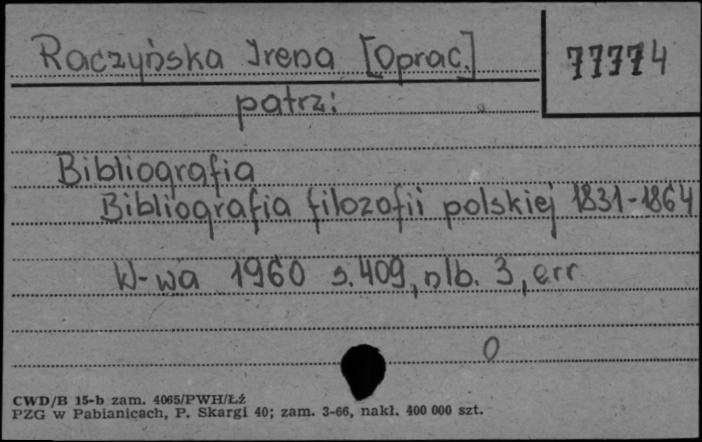 Raczyńska Irena [Oprac.]
77774
patrz:
Bibliografia
Bibliografia filozofii polskiej 1831-1864
W-wa 1960 s. 409, nlb. 3, err
0
CWD/B 15-b zam. 4065/PWH/Łź
PZG w Pabianicach, P. Skargi 40; zam. 3-66, nakł. 400 000 szt.